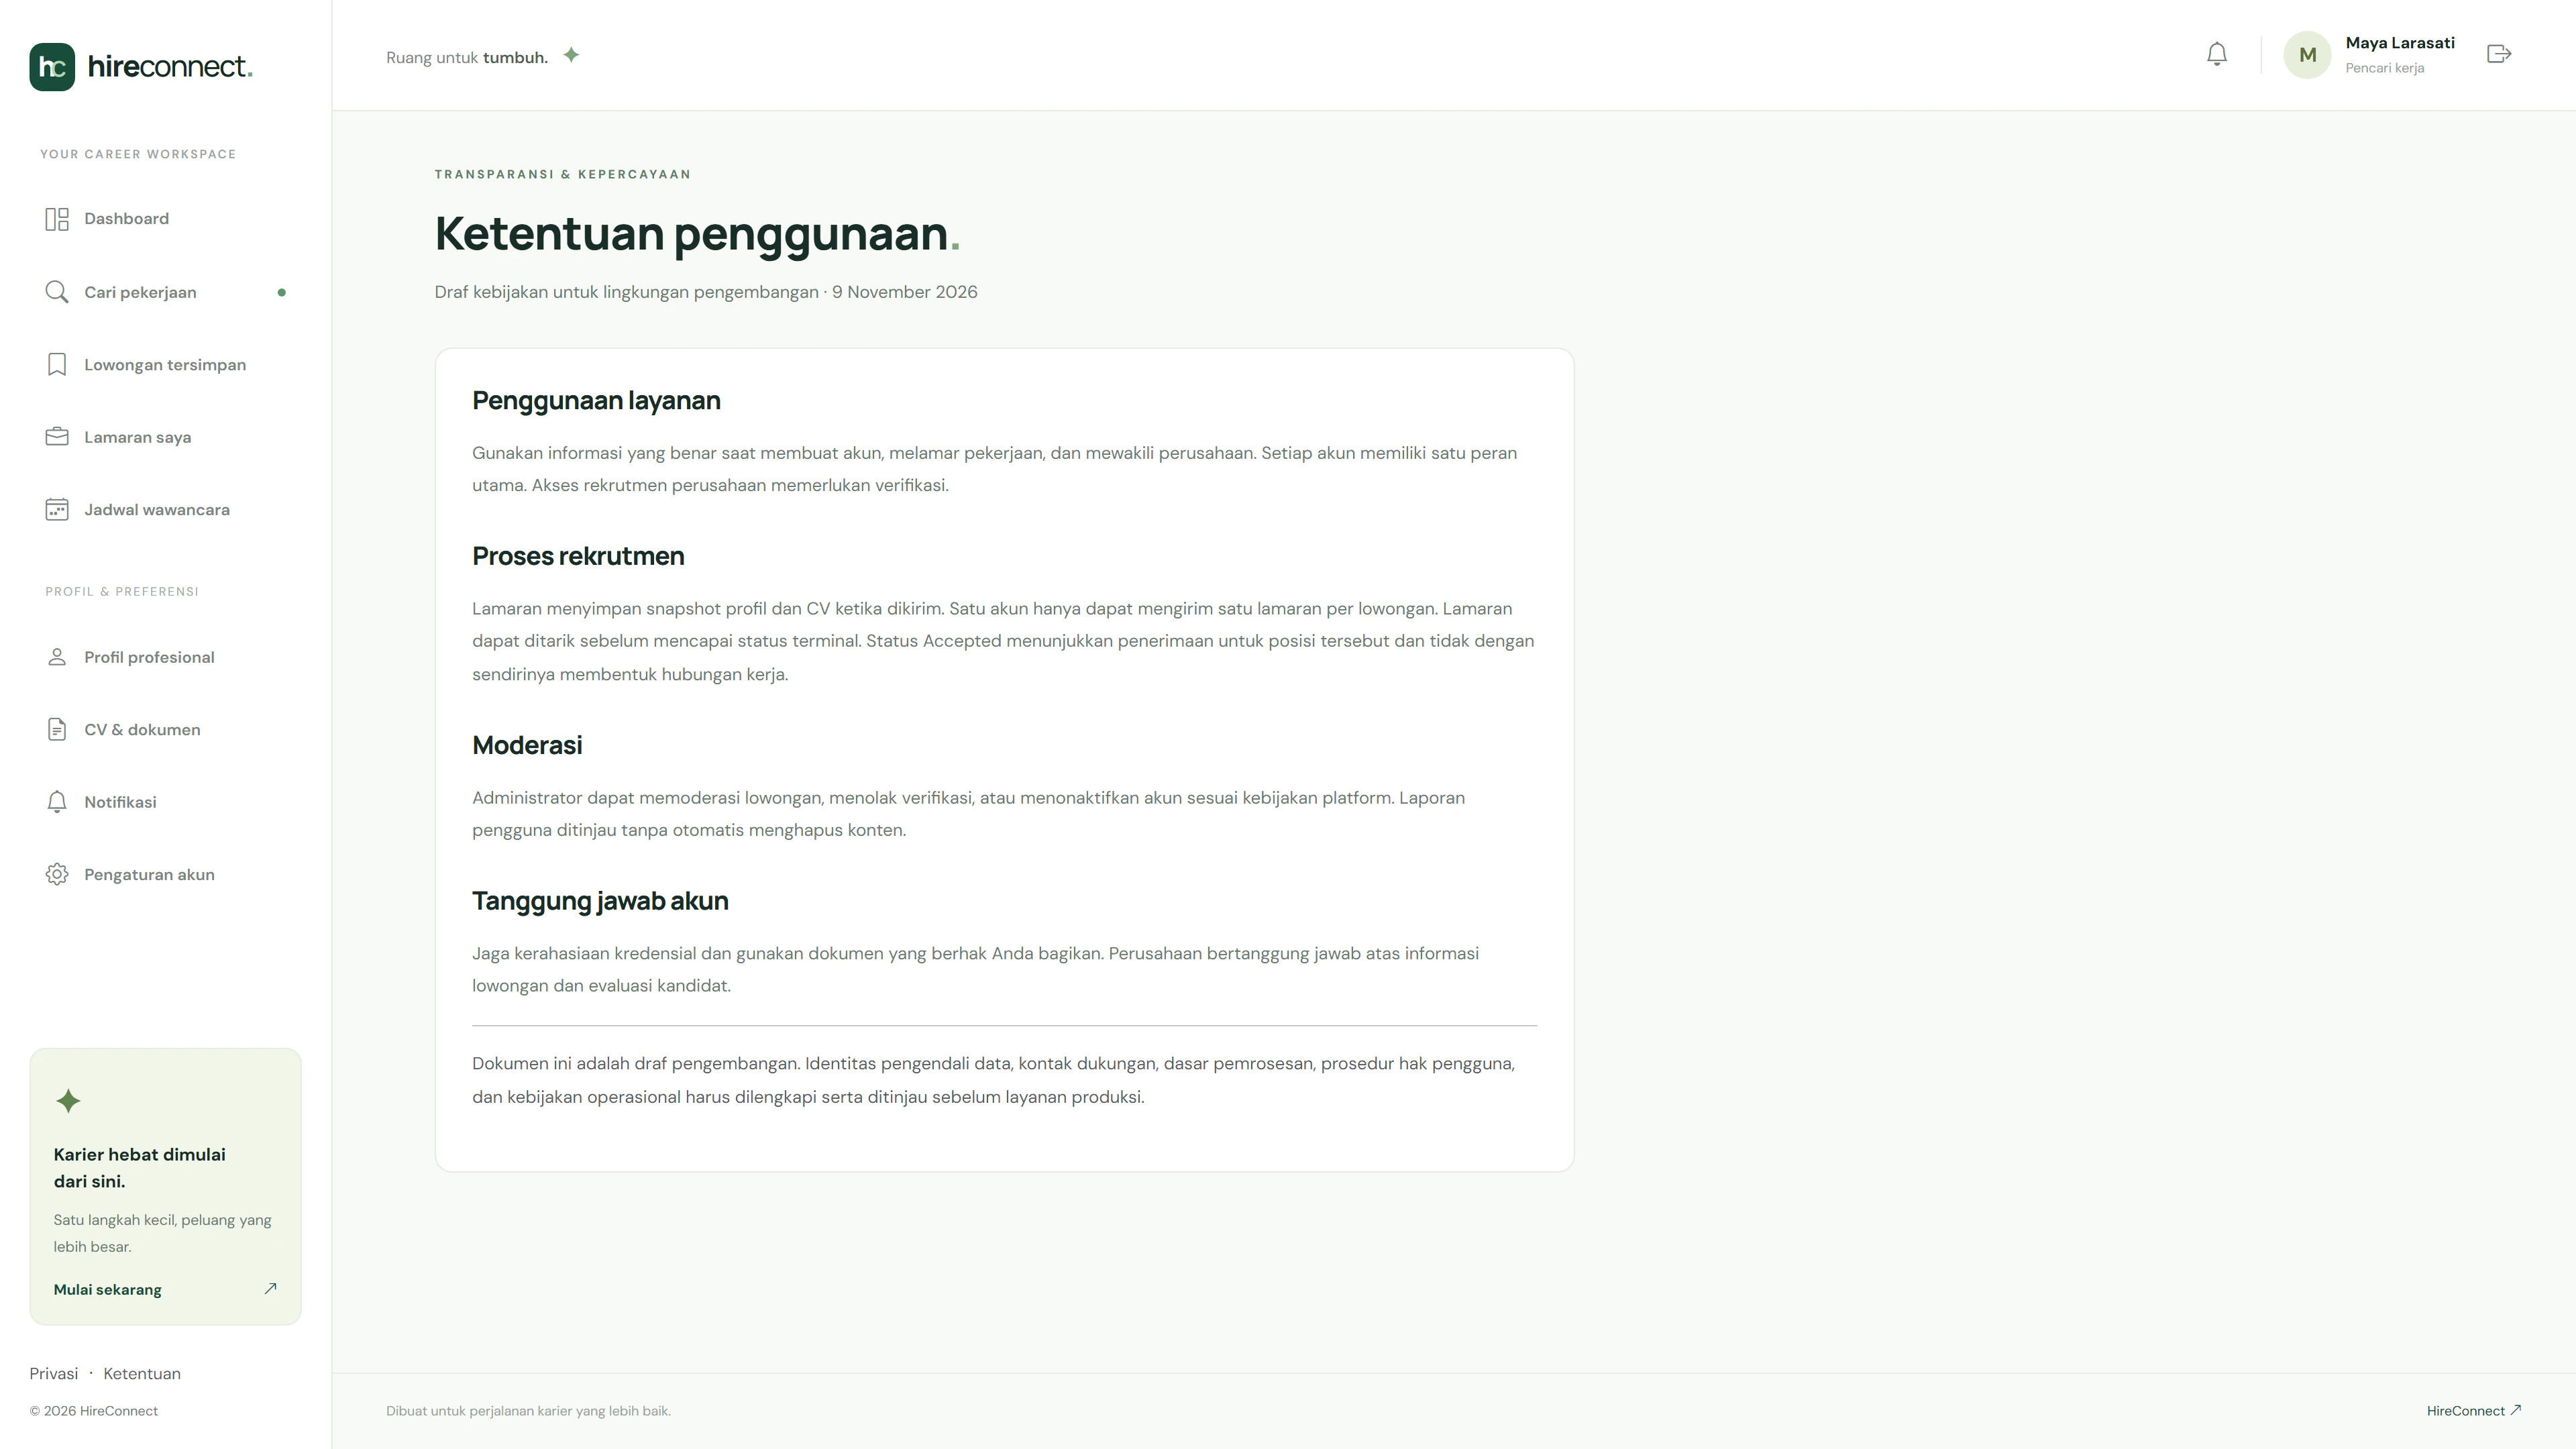 hc hireconnect.
YOUR CAREER WORKSPACE
Dashboard
Cari pekerjaan
Lowongan tersimpan
Lamaran saya
Jadwal wawancara
PROFIL & PREFERENSI
Profil profesional
CV & dokumen
Notifikasi
Pengaturan akun
Karier hebat dimulai
dari sini.
Satu langkah kecil, peluang yang
lebih besar.
Mulai sekarang
Privasi · Ketentuan
© 2026 HireConnect
Ruang untuk tumbuh.
M
Maya Larasati
Pencari kerja
TRANSPARANSI & KEPERCAYAAN
Ketentuan penggunaan.
Draf kebijakan untuk lingkungan pengembangan · 9 November 2026
Penggunaan layanan
Gunakan informasi yang benar saat membuat akun, melamar pekerjaan, dan mewakili perusahaan. Setiap akun memiliki satu peran
utama. Akses rekrutmen perusahaan memerlukan verifikasi.
Proses rekrutmen
Lamaran menyimpan snapshot profil dan CV ketika dikirim. Satu akun hanya dapat mengirim satu lamaran per lowongan. Lamaran
dapat ditarik sebelum mencapai status terminal. Status Accepted menunjukkan penerimaan untuk posisi tersebut dan tidak dengan
sendirinya membentuk hubungan kerja.
Moderasi
Administrator dapat memoderasi lowongan, menolak verifikasi, atau menonaktifkan akun sesuai kebijakan platform. Laporan
pengguna ditinjau tanpa otomatis menghapus konten.
Tanggung jawab akun
Jaga kerahasiaan kredensial dan gunakan dokumen yang berhak Anda bagikan. Perusahaan bertanggung jawab atas informasi
lowongan dan evaluasi kandidat.
Dokumen ini adalah draf pengembangan. Identitas pengendali data, kontak dukungan, dasar pemrosesan, prosedur hak pengguna,
dan kebijakan operasional harus dilengkapi serta ditinjau sebelum layanan produksi.
Dibuat untuk perjalanan karier yang lebih baik.
HireConnect